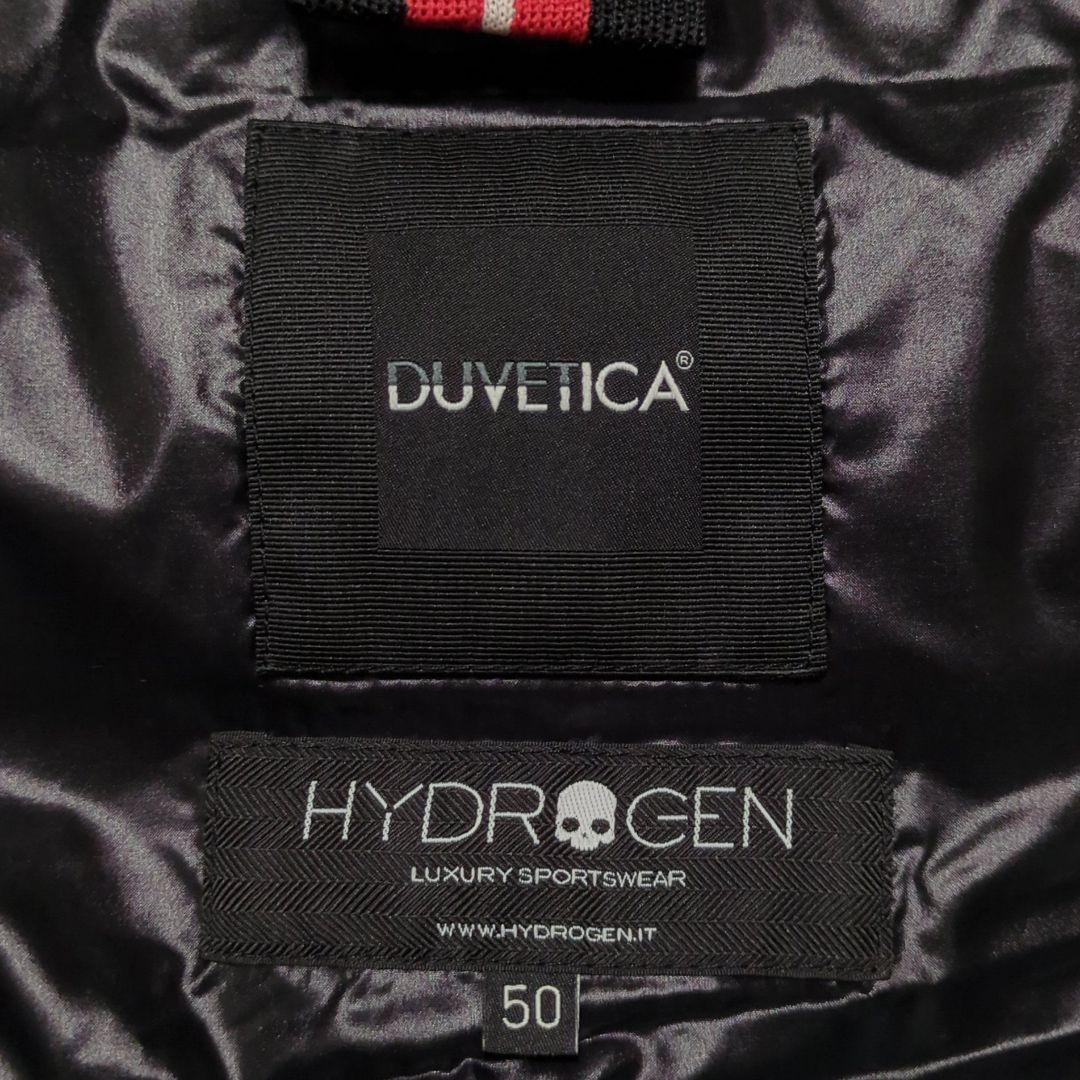 DUVETICA®
HYDROGEN
LUXURY SPORTSWEAR
WWW.HYDROGEN.IT
50